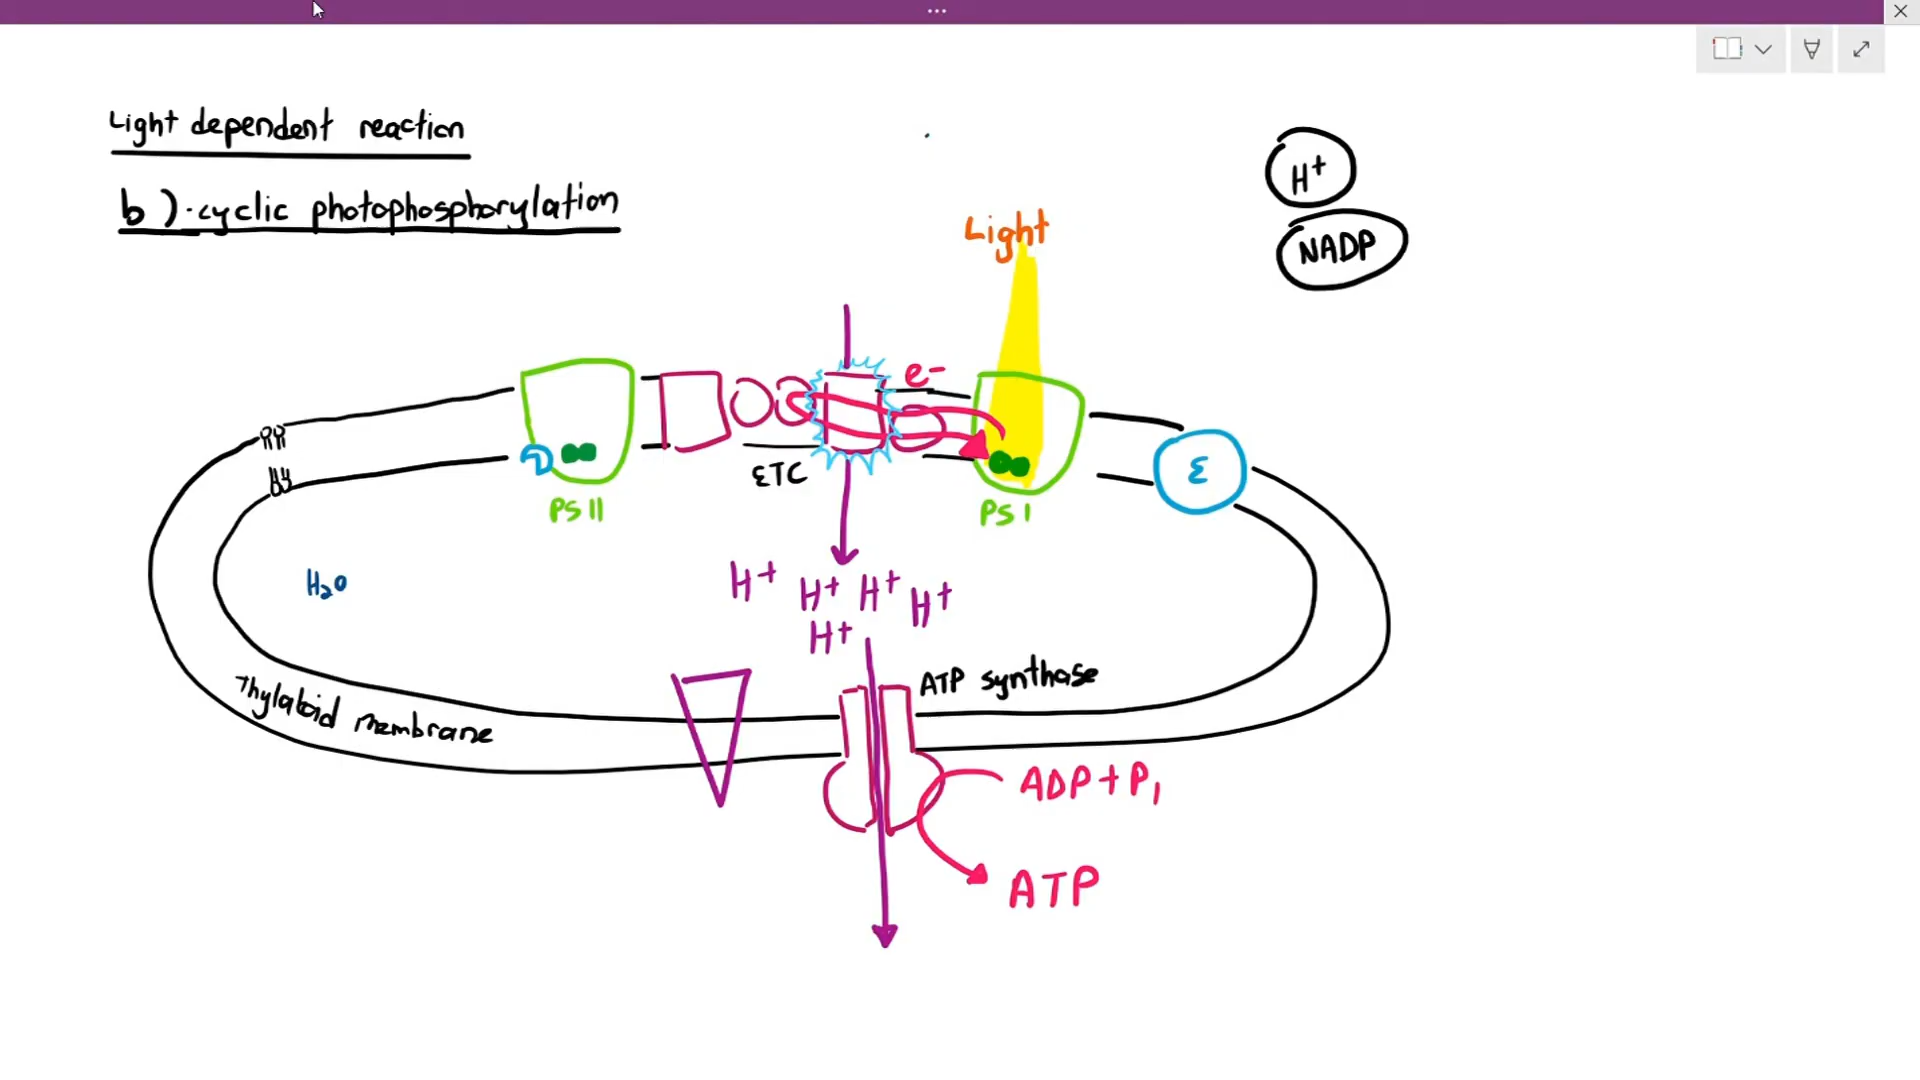 Light dependent reaction
b) cyclic photophosphorylation
H+
NADP
Light
e-
ETC
PS II
PS I
E
H2O
H+ H+ H+ H+
H+
ATP synthase
thylakoid membrane
ADP+Pi
ATP